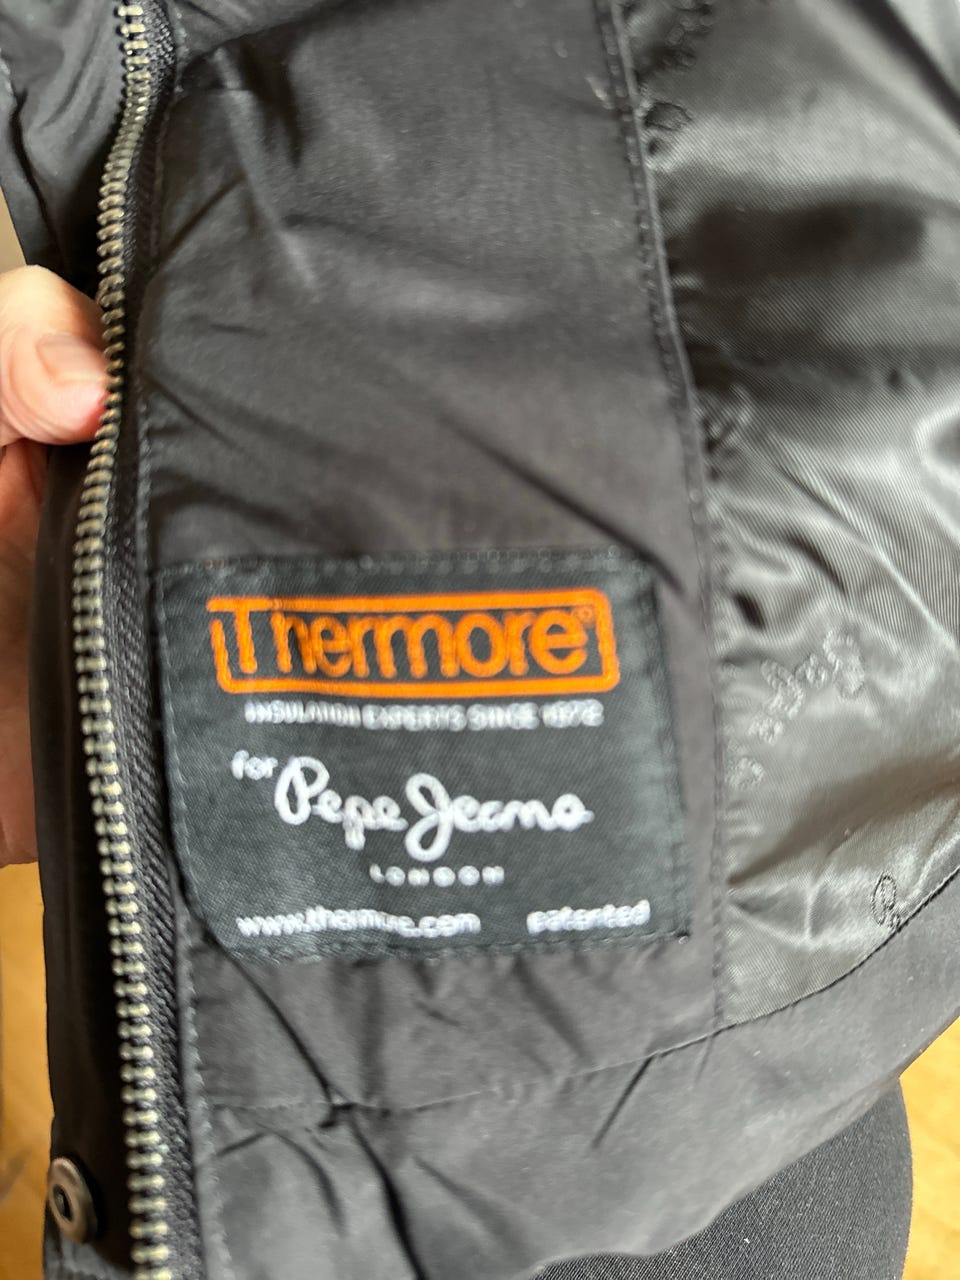 Thermore®
INSULATION EXPERTS SINCE 1972
for Pepe Jeans
LONDON
www.thermore.com patented